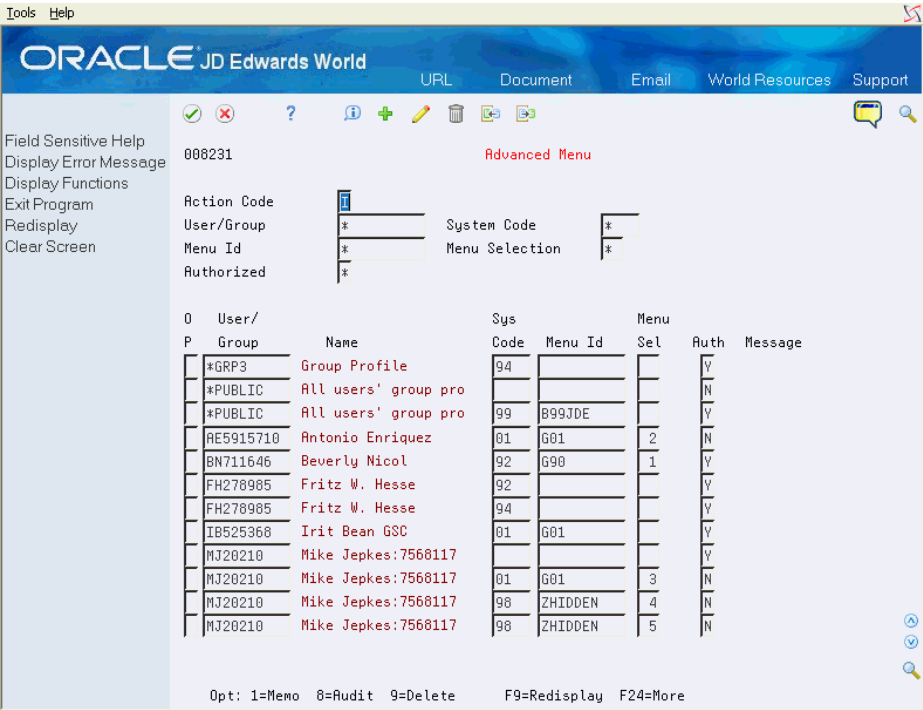 Tools Help
ORACLE JD Edwards World
URL Document Email World Resources Support
Field Sensitive Help
Display Error Message
Display Functions
Exit Program
Redisplay
Clear Screen
008231 Advanced Menu
Action Code I
User/Group * System Code *
Menu Id * Menu Selection *
Authorized *
O User/ Sys Menu
P Group Name Code Menu Id Sel Auth Message
*GRP3 Group Profile 94 Y
*PUBLIC All users' group pro N
*PUBLIC All users' group pro 99 B99JDE Y
AE5915710 Antonio Enriquez 01 G01 2 N
BN711646 Beverly Nicol 92 G90 1 Y
FH278985 Fritz W. Hesse 92 Y
FH278985 Fritz W. Hesse 94 Y
IB525368 Irit Bean GSC 01 G01 Y
MJ20210 Mike Jepkes:7568117 Y
MJ20210 Mike Jepkes:7568117 01 G01 3 N
MJ20210 Mike Jepkes:7568117 98 ZHIDDEN 4 N
MJ20210 Mike Jepkes:7568117 98 ZHIDDEN 5 N
Opt: 1=Memo 8=Audit 9=Delete F9=Redisplay F24=More